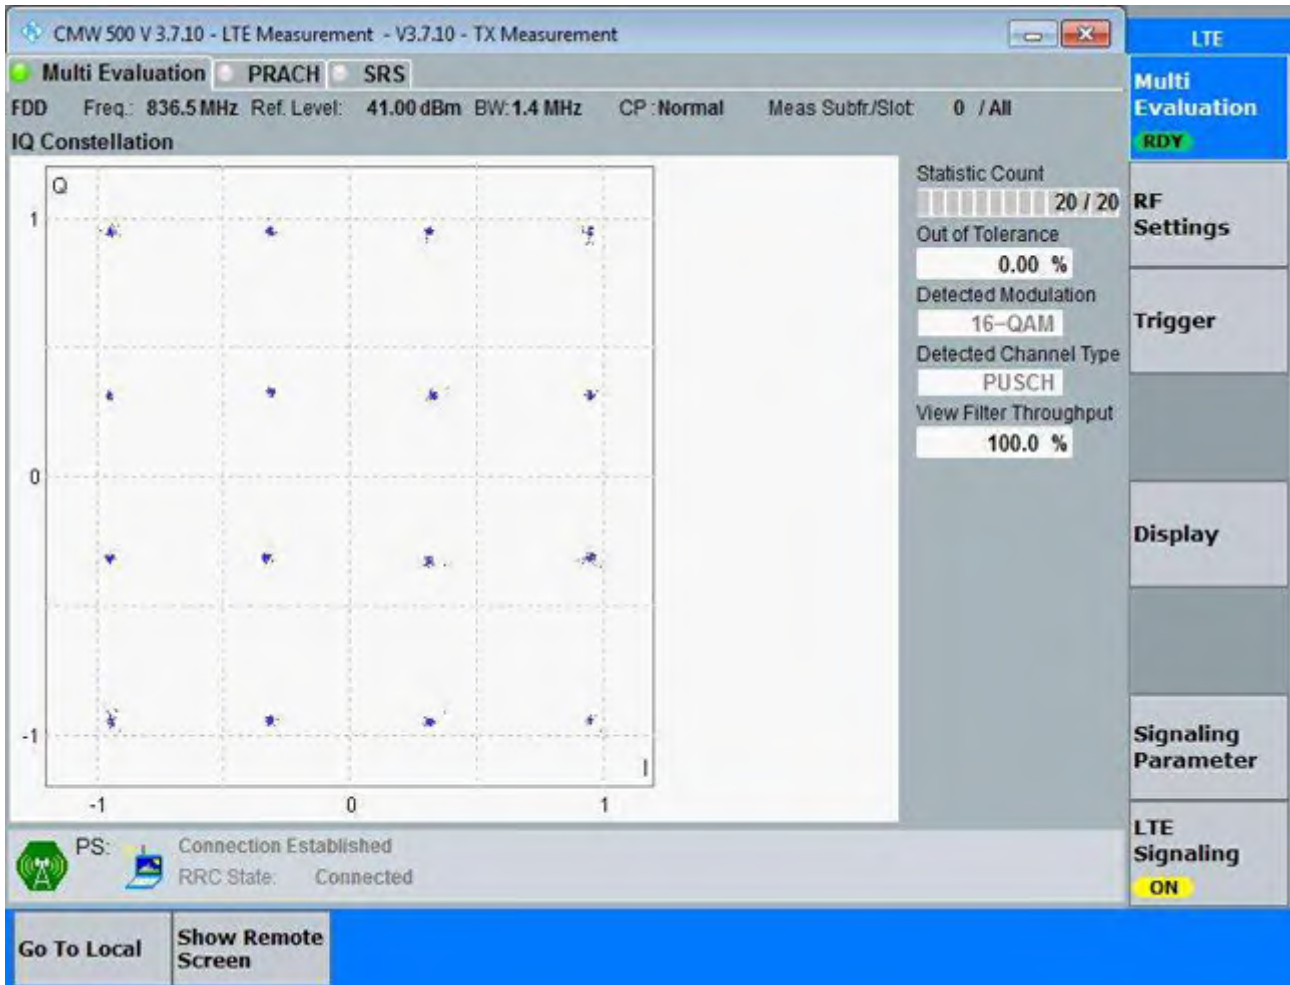 CMW 500 V 3.7.10 - LTE Measurement - V3.7.10 - TX Measurement
LTE
Multi Evaluation PRACH SRS
Multi
Evaluation
RDY
FDD Freq.: 836.5 MHz Ref. Level: 41.00 dBm BW: 1.4 MHz CP : Normal Meas Subfr./Slot: 0 / All
IQ Constellation
Q
1
0
-1
I
-1 0 1
Statistic Count
20 / 20
Out of Tolerance
0.00 %
Detected Modulation
16-QAM
Detected Channel Type
PUSCH
View Filter Throughput
100.0 %
RF
Settings
Trigger
Display
Signaling
Parameter
LTE
Signaling
ON
PS: Connection Established
RRC State: Connected
Go To Local
Show Remote
Screen